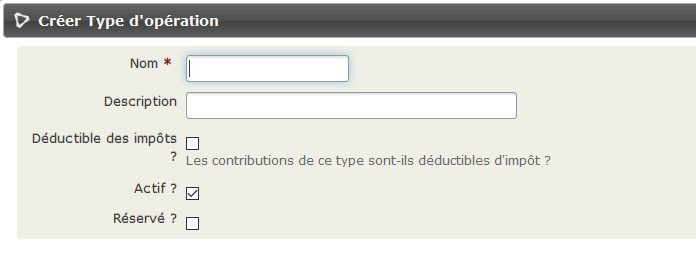 Créer Type d'opération
Nom *
Description
Déductible des impôts
?
Les contributions de ce type sont-ils déductibles d'impôt ?
Actif ?
Réservé ?